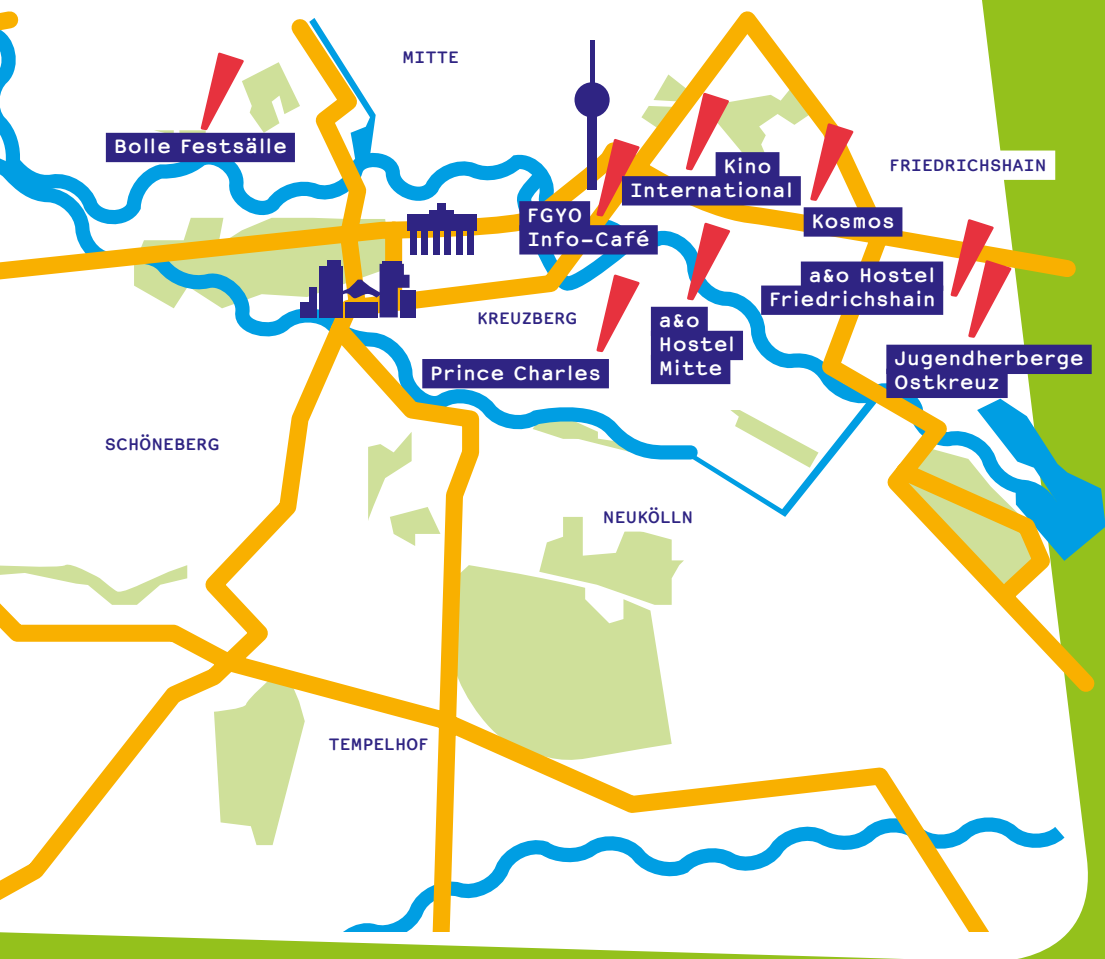 MITTE
Bolle Festsälle
Kino
International
FRIEDRICHSHAIN
FGYO
Info-Café
Kosmos
a&o Hostel
Friedrichshain
KREUZBERG
a&o
Hostel
Mitte
Prince Charles
Jugendherberge
Ostkreuz
SCHÖNEBERG
NEUKÖLLN
TEMPELHOF